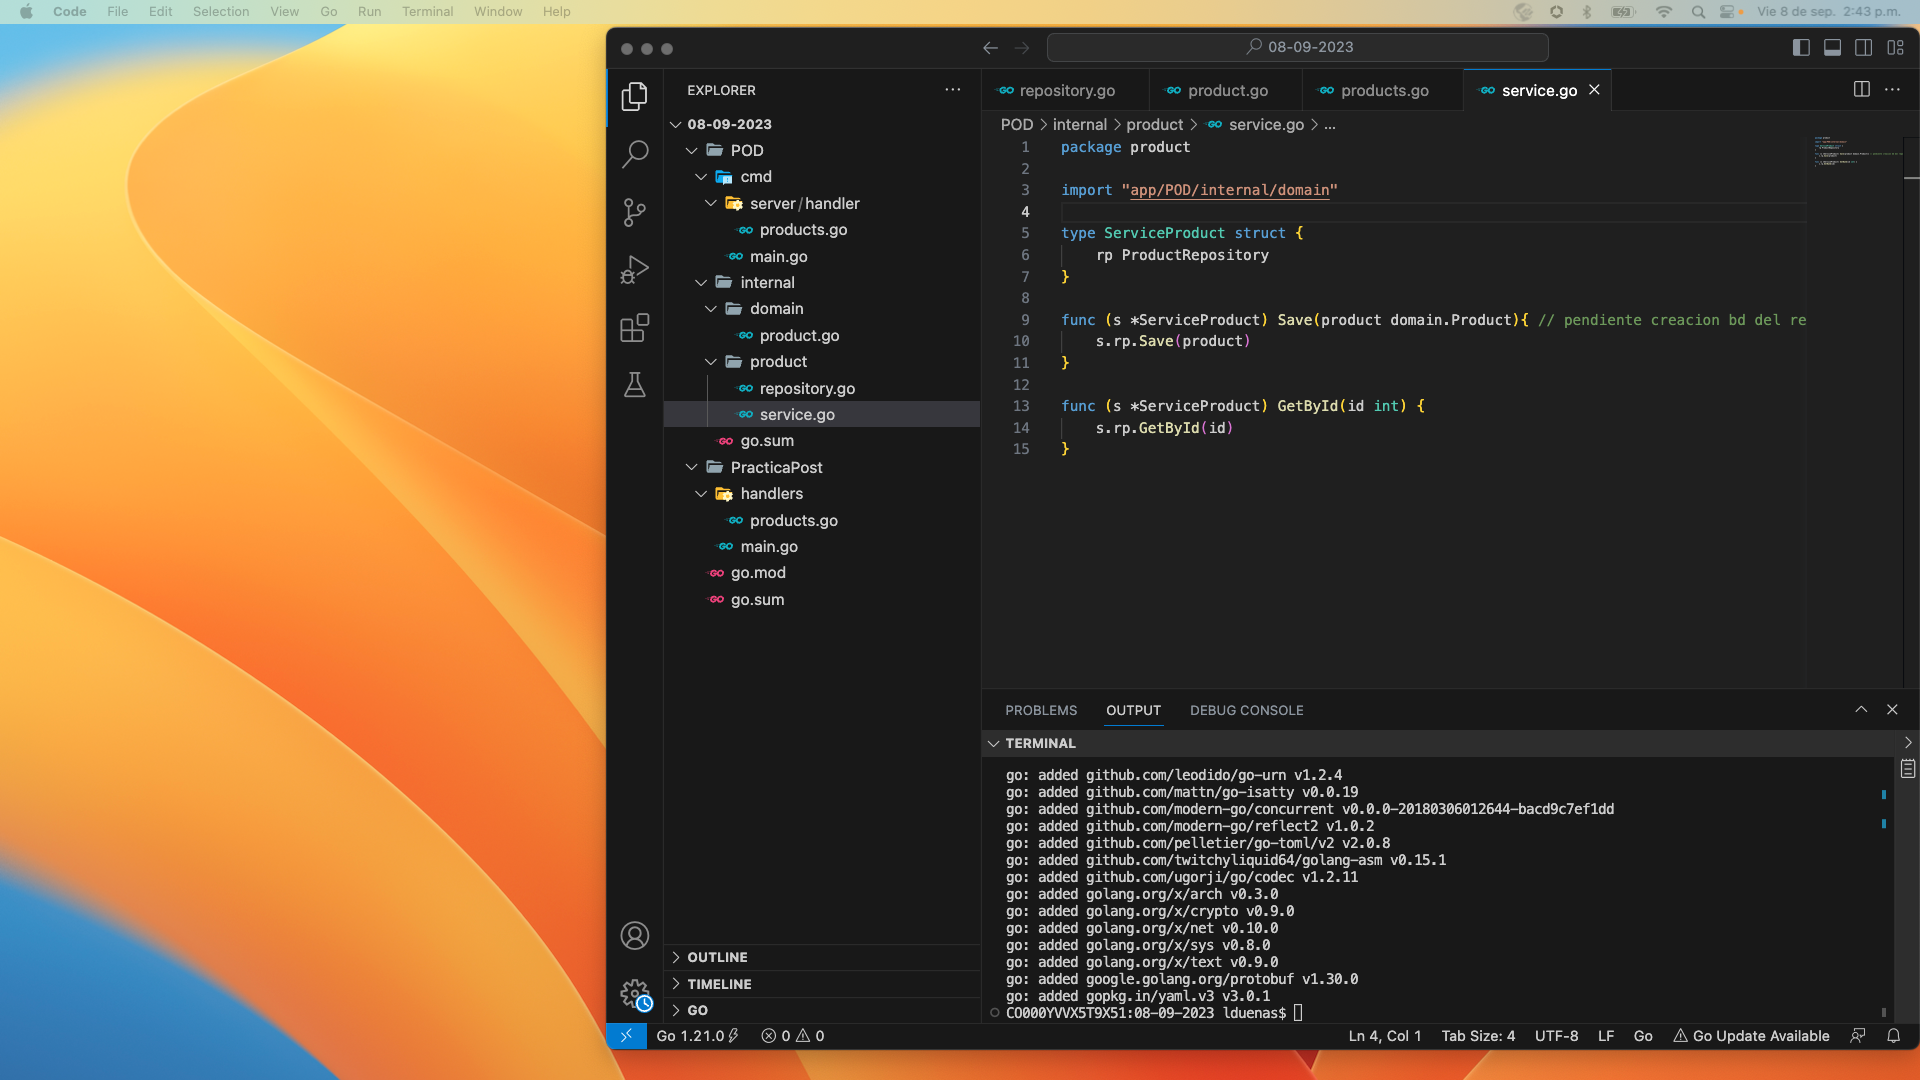 Code File Edit Selection View Go Run Terminal Window Help
Vie 8 de sep. 2:43 p.m.
08-09-2023
EXPLORER
08-09-2023
POD
cmd
server/handler
products.go
main.go
internal
domain
product.go
product
repository.go
service.go
go.sum
PracticaPost
handlers
products.go
main.go
go.mod
go.sum
OUTLINE
TIMELINE
GO
repository.go product.go products.go service.go
POD > internal > product > service.go > ...
1 package product
2
3 import "app/POD/internal/domain"
4
5 type ServiceProduct struct {
6 rp ProductRepository
7 }
8
9 func (s *ServiceProduct) Save(product domain.Product){ // pendiente creacion bd del re
10 s.rp.Save(product)
11 }
12
13 func (s *ServiceProduct) GetById(id int) {
14 s.rp.GetById(id)
15 }
PROBLEMS OUTPUT DEBUG CONSOLE
TERMINAL
go: added github.com/leodido/go-urn v1.2.4
go: added github.com/mattn/go-isatty v0.0.19
go: added github.com/modern-go/concurrent v0.0.0-20180306012644-bacd9c7ef1dd
go: added github.com/modern-go/reflect2 v1.0.2
go: added github.com/pelletier/go-toml/v2 v2.0.8
go: added github.com/twitchyliquid64/golang-asm v0.15.1
go: added github.com/ugorji/go/codec v1.2.11
go: added golang.org/x/arch v0.3.0
go: added golang.org/x/crypto v0.9.0
go: added golang.org/x/net v0.10.0
go: added golang.org/x/sys v0.8.0
go: added golang.org/x/text v0.9.0
go: added google.golang.org/protobuf v1.30.0
go: added gopkg.in/yaml.v3 v3.0.1
CO000YVVX5T9X51:08-09-2023 lduenas$
Go 1.21.0 0 0 Ln 4, Col 1 Tab Size: 4 UTF-8 LF Go Go Update Available